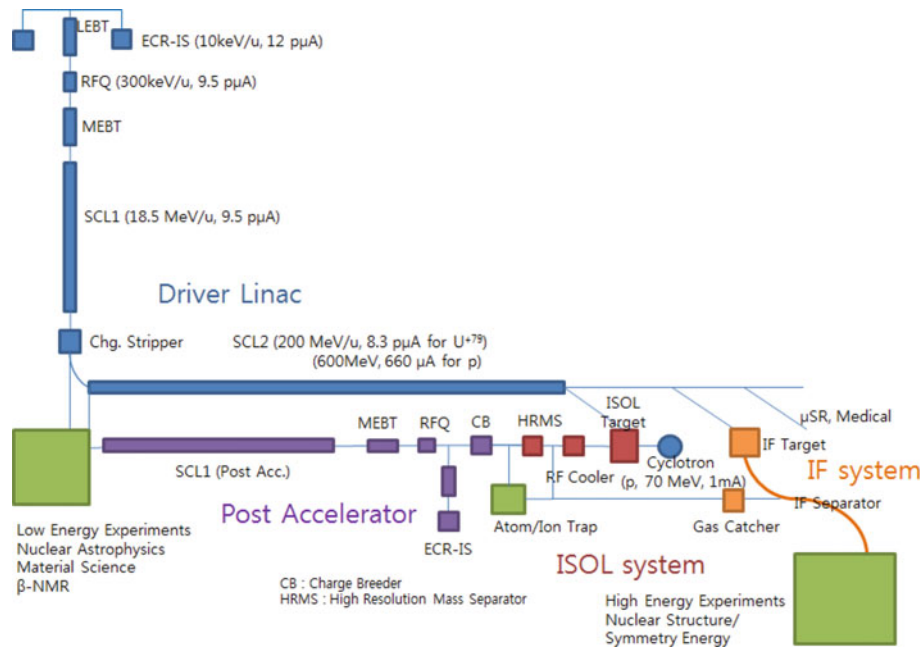 LEBT
ECR-IS (10keV/u, 12 pμA)
RFQ (300keV/u, 9.5 pμA)
MEBT
SCL1 (18.5 MeV/u, 9.5 pμA)
Driver Linac
Chg. Stripper
SCL2 (200 MeV/u, 8.3 pμA for U⁺⁷⁹)
(600MeV, 660 μA for p)
MEBT
RFQ
CB
HRMS
ISOL
Target
μSR, Medical
IF Target
SCL1 (Post Acc.)
RF Cooler
Cyclotron
(p, 70 MeV, 1mA)
IF system
Post Accelerator
ECR-IS
Atom/Ion Trap
Gas Catcher
IF Separator
Low Energy Experiments
Nuclear Astrophysics
Material Science
β-NMR
CB : Charge Breeder
HRMS : High Resolution Mass Separator
ISOL system
High Energy Experiments
Nuclear Structure/
Symmetry Energy